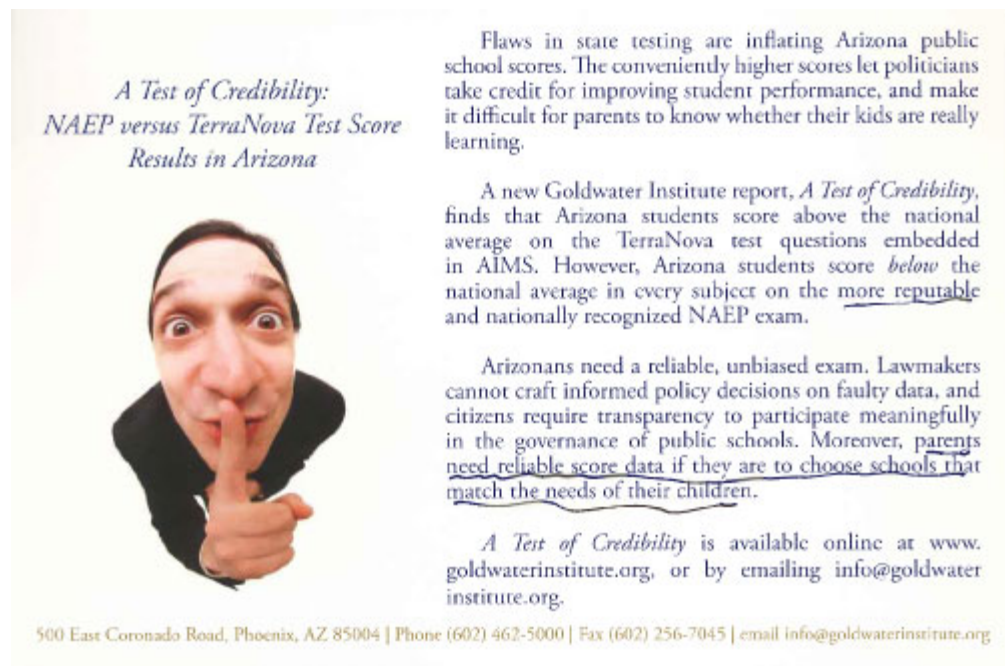 A Test of Credibility:
NAEP versus TerraNova Test Score
Results in Arizona
Flaws in state testing are inflating Arizona public
school scores. The conveniently higher scores let politicians
take credit for improving student performance, and make
it difficult for parents to know whether their kids are really
learning.
A new Goldwater Institute report, A Test of Credibility,
finds that Arizona students score above the national
average on the TerraNova test questions embedded
in AIMS. However, Arizona students score below the
national average in every subject on the more reputable
and nationally recognized NAEP exam.
Arizonans need a reliable, unbiased exam. Lawmakers
cannot craft informed policy decisions on faulty data, and
citizens require transparency to participate meaningfully
in the governance of public schools. Moreover, parents
need reliable score data if they are to choose schools that
match the needs of their children.
A Test of Credibility is available online at www.
goldwaterinstitute.org, or by emailing info@goldwater
institute.org.
500 East Coronado Road, Phoenix, AZ 85004 | Phone (602) 462-5000 | Fax (602) 256-7045 | email info@goldwaterinstitute.org